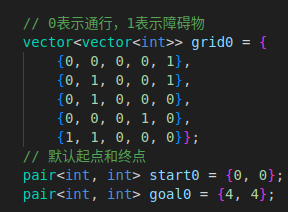 // 0表示通行，1表示障碍物
vector<vector<int>> grid0 = {
    {0, 0, 0, 0, 1},
    {0, 1, 0, 0, 1},
    {0, 1, 0, 0, 0},
    {0, 0, 0, 1, 0},
    {1, 1, 0, 0, 0}};
// 默认起点和终点
pair<int, int> start0 = {0, 0};
pair<int, int> goal0 = {4, 4};